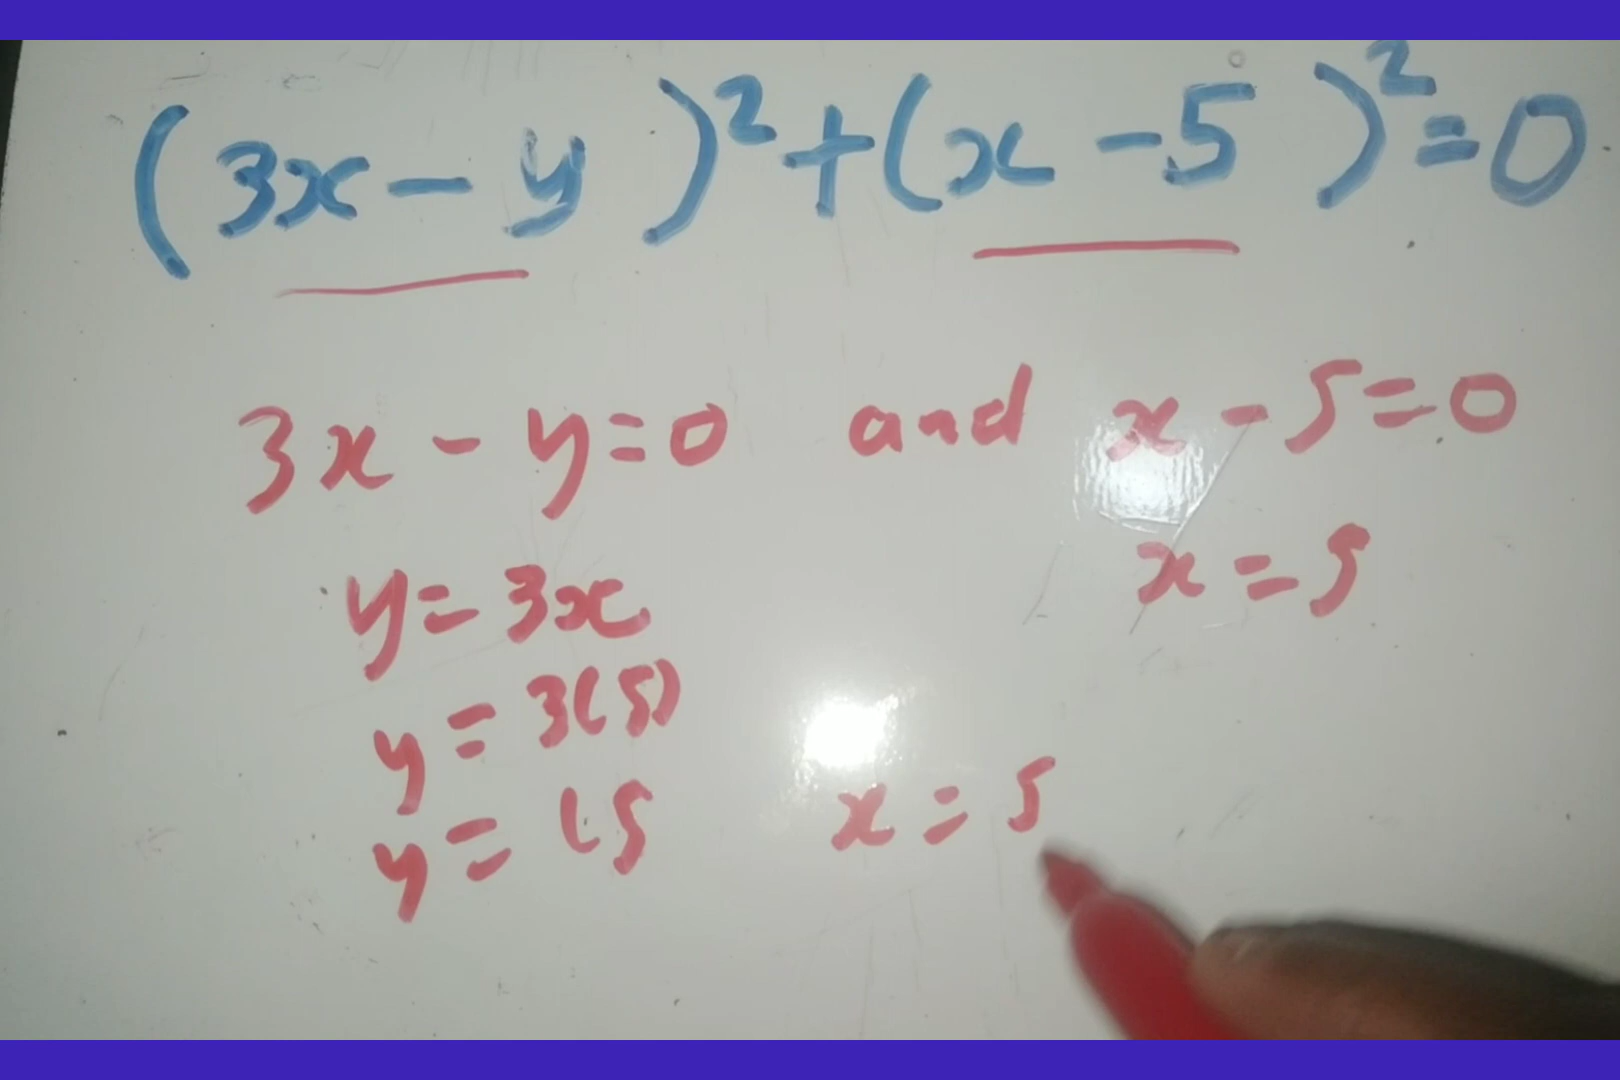 (3x - y)² + (x - 5)² = 0
3x - y = 0 and x - 5 = 0
y = 3x x = 5
y = 3(5)
y = 15 x = 5